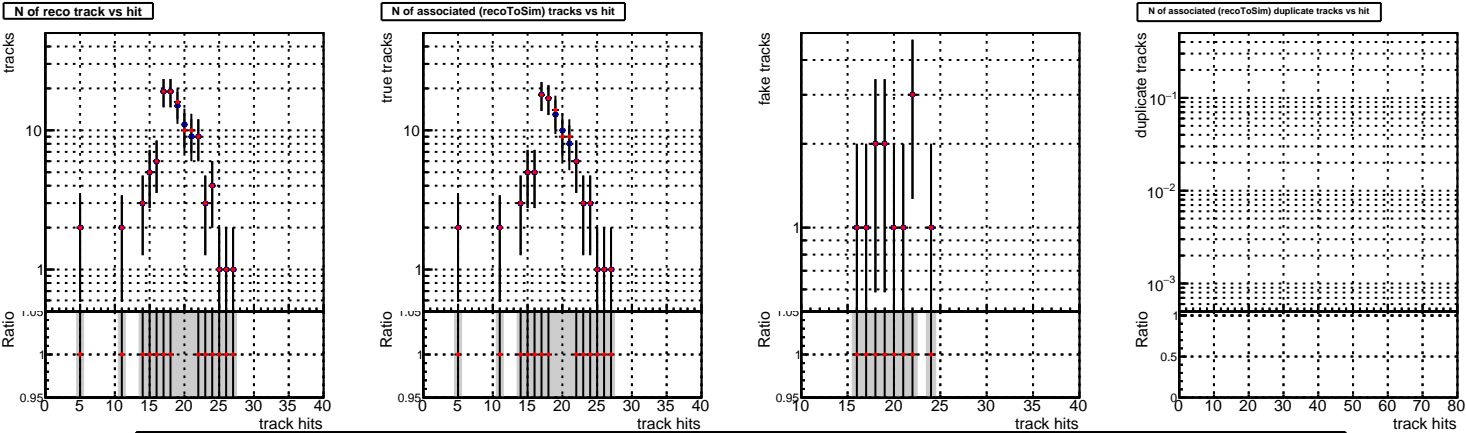 N of reco track vs hit
tracks
10
1
1.05
Ratio
1
0.95
0 5 10 15 20 25 30 35 40
track hits
N of associated (recoToSim) tracks vs hit
true tracks
10
1
1.05
Ratio
1
0.95
0 5 10 15 20 25 30 35 40
track hits
fake tracks
1
1.05
Ratio
1
0.95
10 15 20 25 30 35 40
track hits
N of associated (recoToSim) duplicate tracks vs hit
duplicate tracks
10−1
10−2
10−3
Ratio
1
0.5
0
0 10 20 30 40 50 60 70 80
track hits